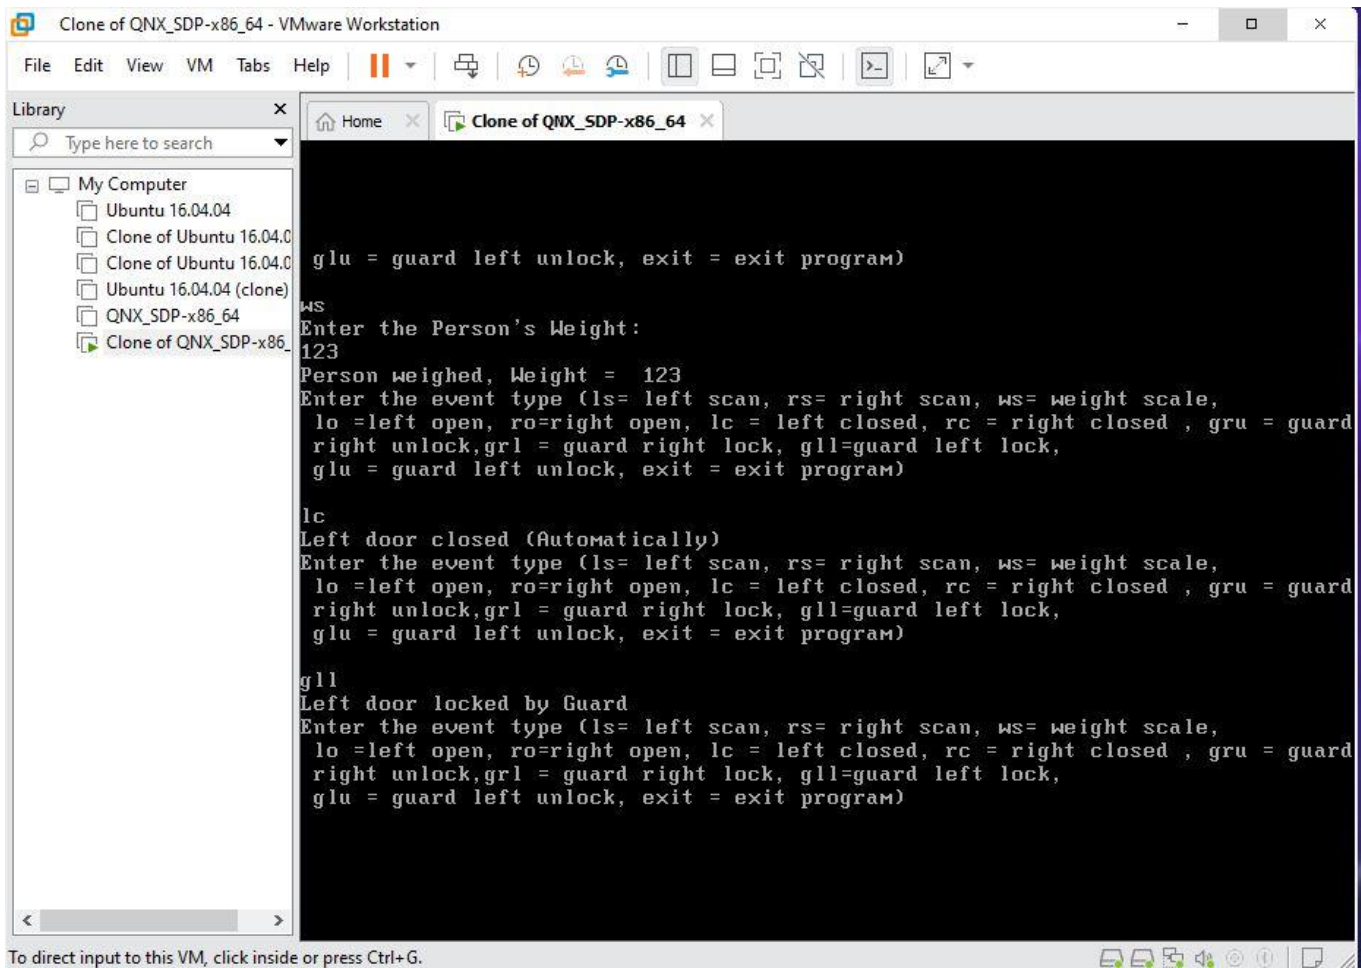 Clone of QNX_SDP-x86_64 - VMware Workstation
File Edit View VM Tabs Help
Library
Type here to search
My Computer
Ubuntu 16.04.04
Clone of Ubuntu 16.04.0
Clone of Ubuntu 16.04.0
Ubuntu 16.04.04 (clone)
QNX_SDP-x86_64
Clone of QNX_SDP-x86_
Home
Clone of QNX_SDP-x86_64
glu = guard left unlock, exit = exit program)
ws
Enter the Person's Weight:
123
Person weighed, Weight =  123
Enter the event type (ls= left scan, rs= right scan, ws= weight scale,
lo =left open, ro=right open, lc = left closed, rc = right closed , gru = guard
right unlock,grl = guard right lock, gll=guard left lock,
glu = guard left unlock, exit = exit program)
lc
Left door closed (Automatically)
Enter the event type (ls= left scan, rs= right scan, ws= weight scale,
lo =left open, ro=right open, lc = left closed, rc = right closed , gru = guard
right unlock,grl = guard right lock, gll=guard left lock,
glu = guard left unlock, exit = exit program)
gll
Left door locked by Guard
Enter the event type (ls= left scan, rs= right scan, ws= weight scale,
lo =left open, ro=right open, lc = left closed, rc = right closed , gru = guard
right unlock,grl = guard right lock, gll=guard left lock,
glu = guard left unlock, exit = exit program)
To direct input to this VM, click inside or press Ctrl+G.